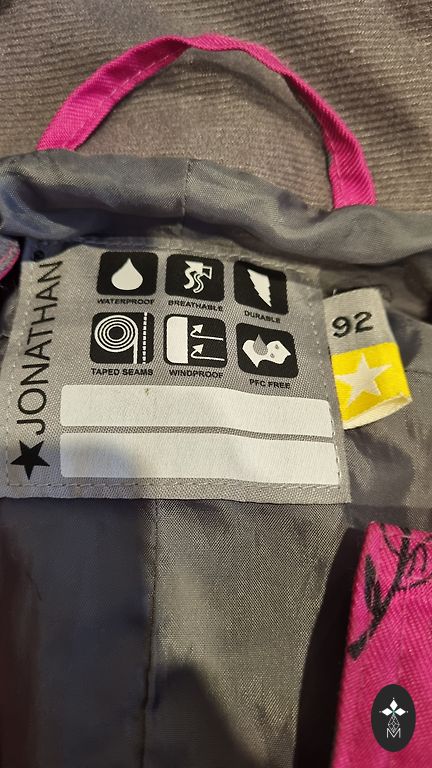 JONATHAN
WATERPROOF
BREATHABLE
DURABLE
TAPED SEAMS
WINDPROOF
PFC FREE
92
M